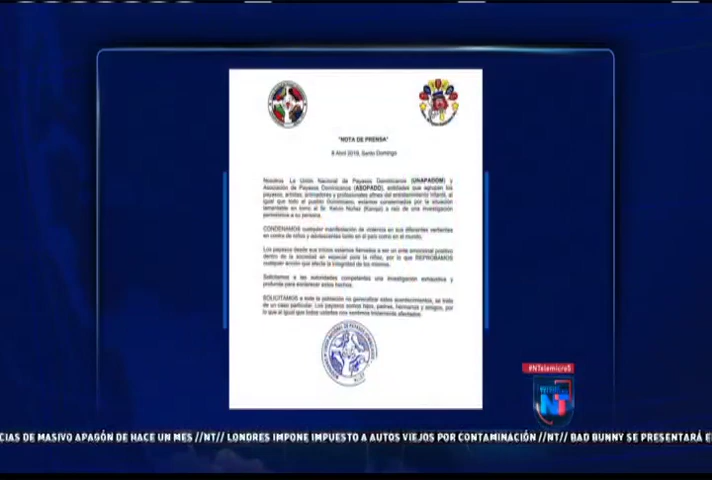 "NOTA DE PRENSA"
8 Abril 2019, Santo Domingo
Nosotros La Unión Nacional de Payasos Dominicanos (UNAPADOM) y
Asociación de Payasos Dominicanos (ASOPADO), entidades que agrupan los
payasos, artistas, animadores y profesionales afines del entretenimiento infantil, al
igual que todo el pueblo Dominicano, estamos consternados por la situación
lamentable en torno al Sr. Kelvin Núñez a raíz de una investigación
periodística a su persona.
CONDENAMOS cualquier manifestación de violencia en sus diferentes vertientes
en contra de niños y adolescentes tanto en el país como en el mundo.
Los payasos desde sus inicios estamos llamados a ser un ente emocional positivo
dentro de la sociedad en especial para la niñas, por lo que REPROBAMOS
cualquier acción que afecte la integridad de los mismos.
Solicitamos a las autoridades competentes una investigación exhaustiva y
profunda para esclarecer estos hechos.
SOLICITAMOS a toda la población no generalizar estos acontecimientos, se trata
de un caso particular. Los payasos somos hijos, padres, hermanos y amigos, por
lo que al igual que todos ustedes nos sentimos afectados.
#NTelemicro5
NT
CIAS DE MASIVO APAGÓN DE HACE UN MES //NT// LONDRES IMPONE IMPUESTO A AUTOS VIEJOS POR CONTAMINACIÓN //NT// BAD BUNNY SE PRESENTARÁ E